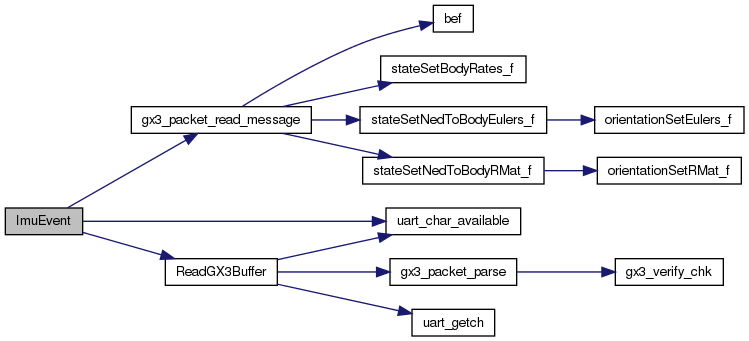 bef
stateSetBodyRates_f
gx3_packet_read_message
stateSetNedToBodyEulers_f
orientationSetEulers_f
stateSetNedToBodyRMat_f
orientationSetRMat_f
ImuEvent
uart_char_available
ReadGX3Buffer
gx3_packet_parse
gx3_verify_chk
uart_getch